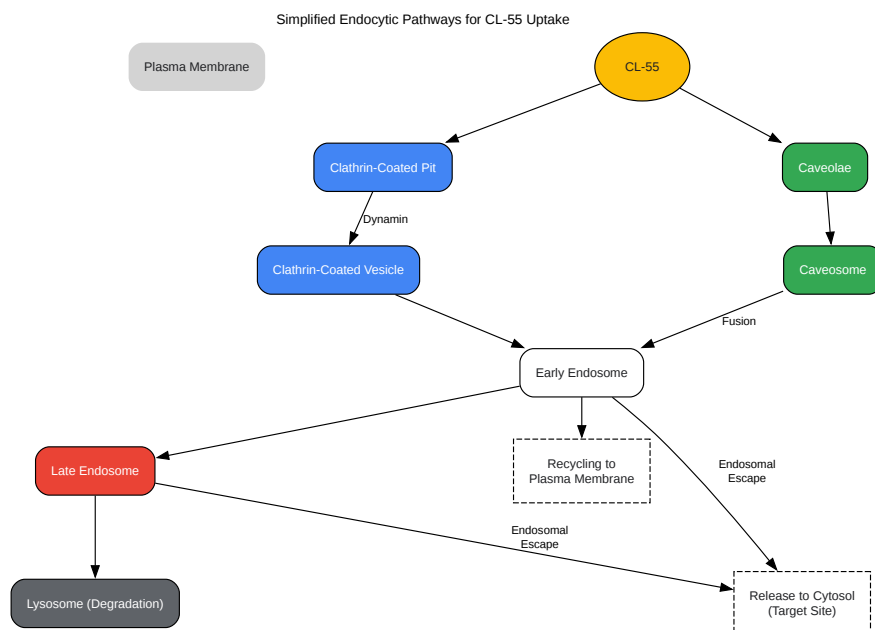 Simplified Endocytic Pathways for CL-55 Uptake
Plasma Membrane
CL-55
Clathrin-Coated Pit
Caveolae
Dynamin
Clathrin-Coated Vesicle
Caveosome
Fusion
Early Endosome
Late Endosome
Recycling to
Plasma Membrane
Endosomal
Escape
Endosomal
Escape
Lysosome (Degradation)
Release to Cytosol
(Target Site)